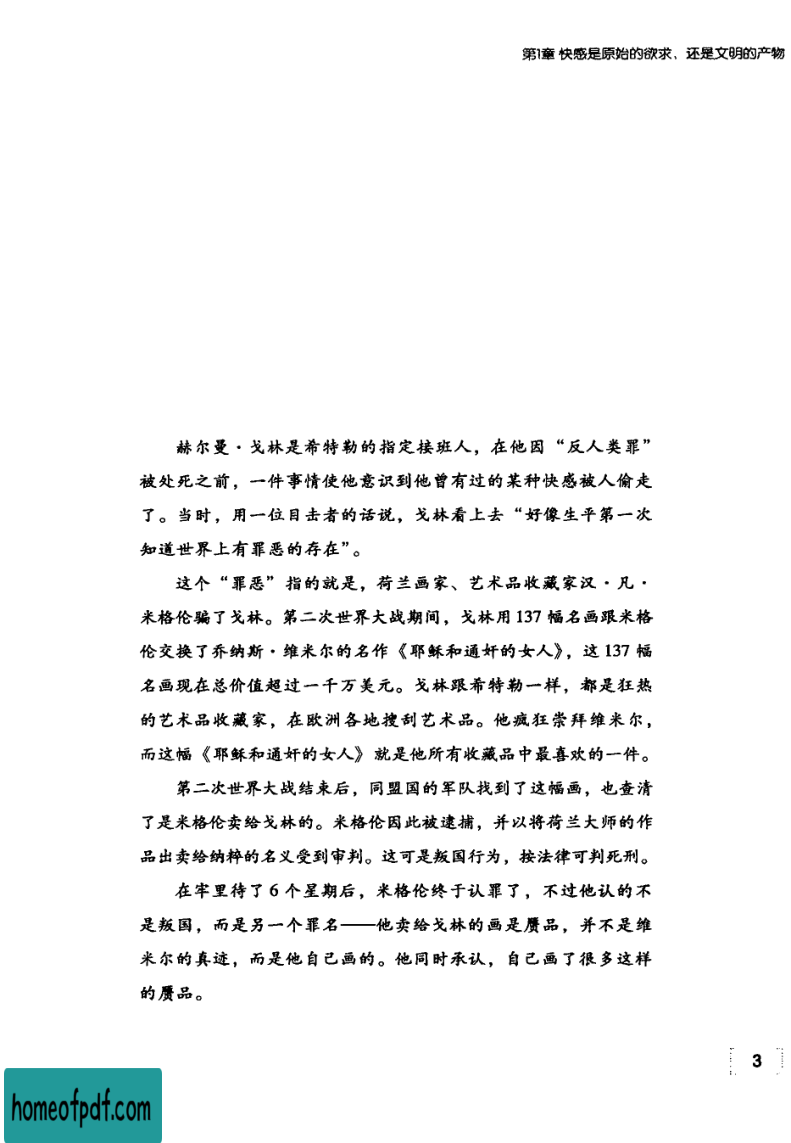 第1章 快感是原始的欲求，还是文明的产物
赫尔曼·戈林是希特勒的指定接班人，在他因“反人类罪”
被处死之前，一件事情使他意识到他曾有过的某种快感被人偷走
了。当时，用一位目击者的话说，戈林看上去“好像生平第一次
知道世界上有罪恶的存在”。
这个“罪恶”指的就是，荷兰画家、艺术品收藏家汉·凡·
米格伦骗了戈林。第二次世界大战期间，戈林用137幅名画跟米格
伦交换了乔纳斯·维米尔的名作《耶稣和通奸的女人》，这137幅
名画现在总价值超过一千万美元。戈林跟希特勒一样，都是狂热
的艺术品收藏家，在欧洲各地搜刮艺术品。他疯狂崇拜维米尔，
而这幅《耶稣和通奸的女人》就是他所有收藏品中最喜欢的一件。
第二次世界大战结束后，同盟国的军队找到了这幅画，也查清
了是米格伦卖给戈林的。米格伦因此被逮捕，并以将荷兰大师的作
品出卖给纳粹的名义受到审判。这可是叛国行为，按法律可判死刑。
在牢里待了6个星期后，米格伦终于认罪了，不过他认的不
是叛国，而是另一个罪名——他卖给戈林的画是赝品，并不是维
米尔的真迹，而是他自己画的。他同时承认，自己画了很多这样
的赝品。
3
homeofpdf.com